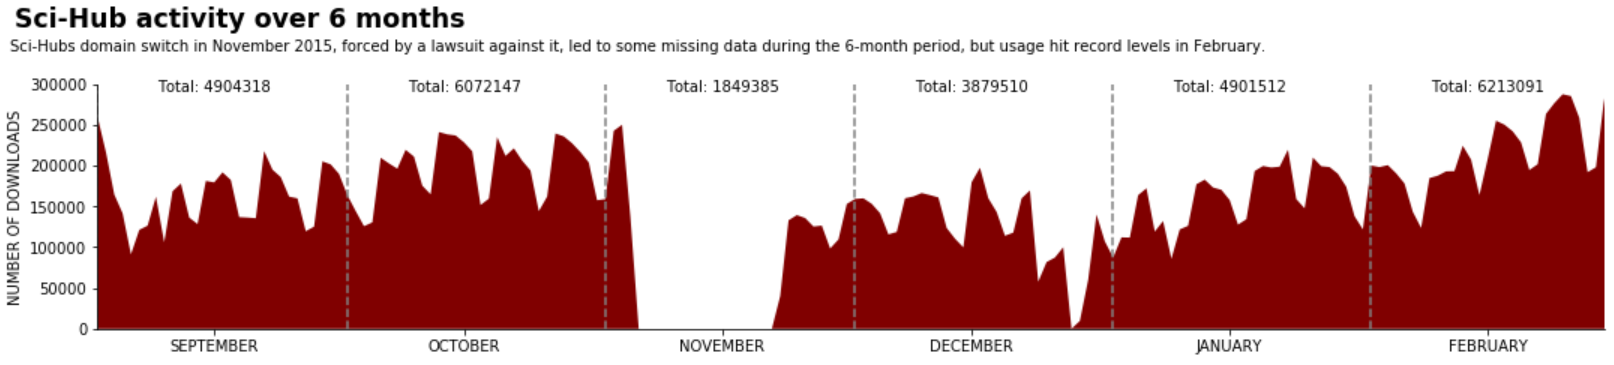 Sci-Hub activity over 6 months
Sci-Hubs domain switch in November 2015, forced by a lawsuit against it, led to some missing data during the 6-month period, but usage hit record levels in February.
Total: 4904318 Total: 6072147 Total: 1849385 Total: 3879510 Total: 4901512 Total: 6213091
NUMBER OF DOWNLOADS
300000
250000
200000
150000
100000
50000
0
SEPTEMBER OCTOBER NOVEMBER DECEMBER JANUARY FEBRUARY